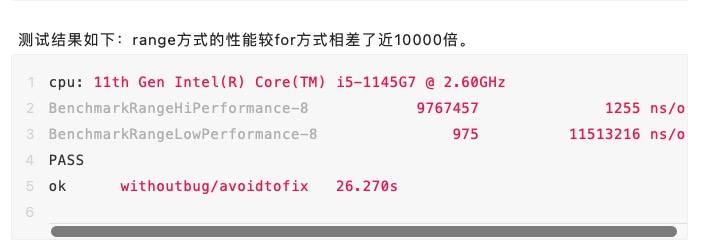 测试结果如下：range方式的性能较for方式相差了近10000倍。
1 cpu: 11th Gen Intel(R) Core(TM) i5-1145G7 @ 2.60GHz
2 BenchmarkRangeHiPerformance-8 9767457 1255 ns/o
3 BenchmarkRangeLowPerformance-8 975 11513216 ns/o
4 PASS
5 ok withoutbug/avoidtofix 26.270s
6